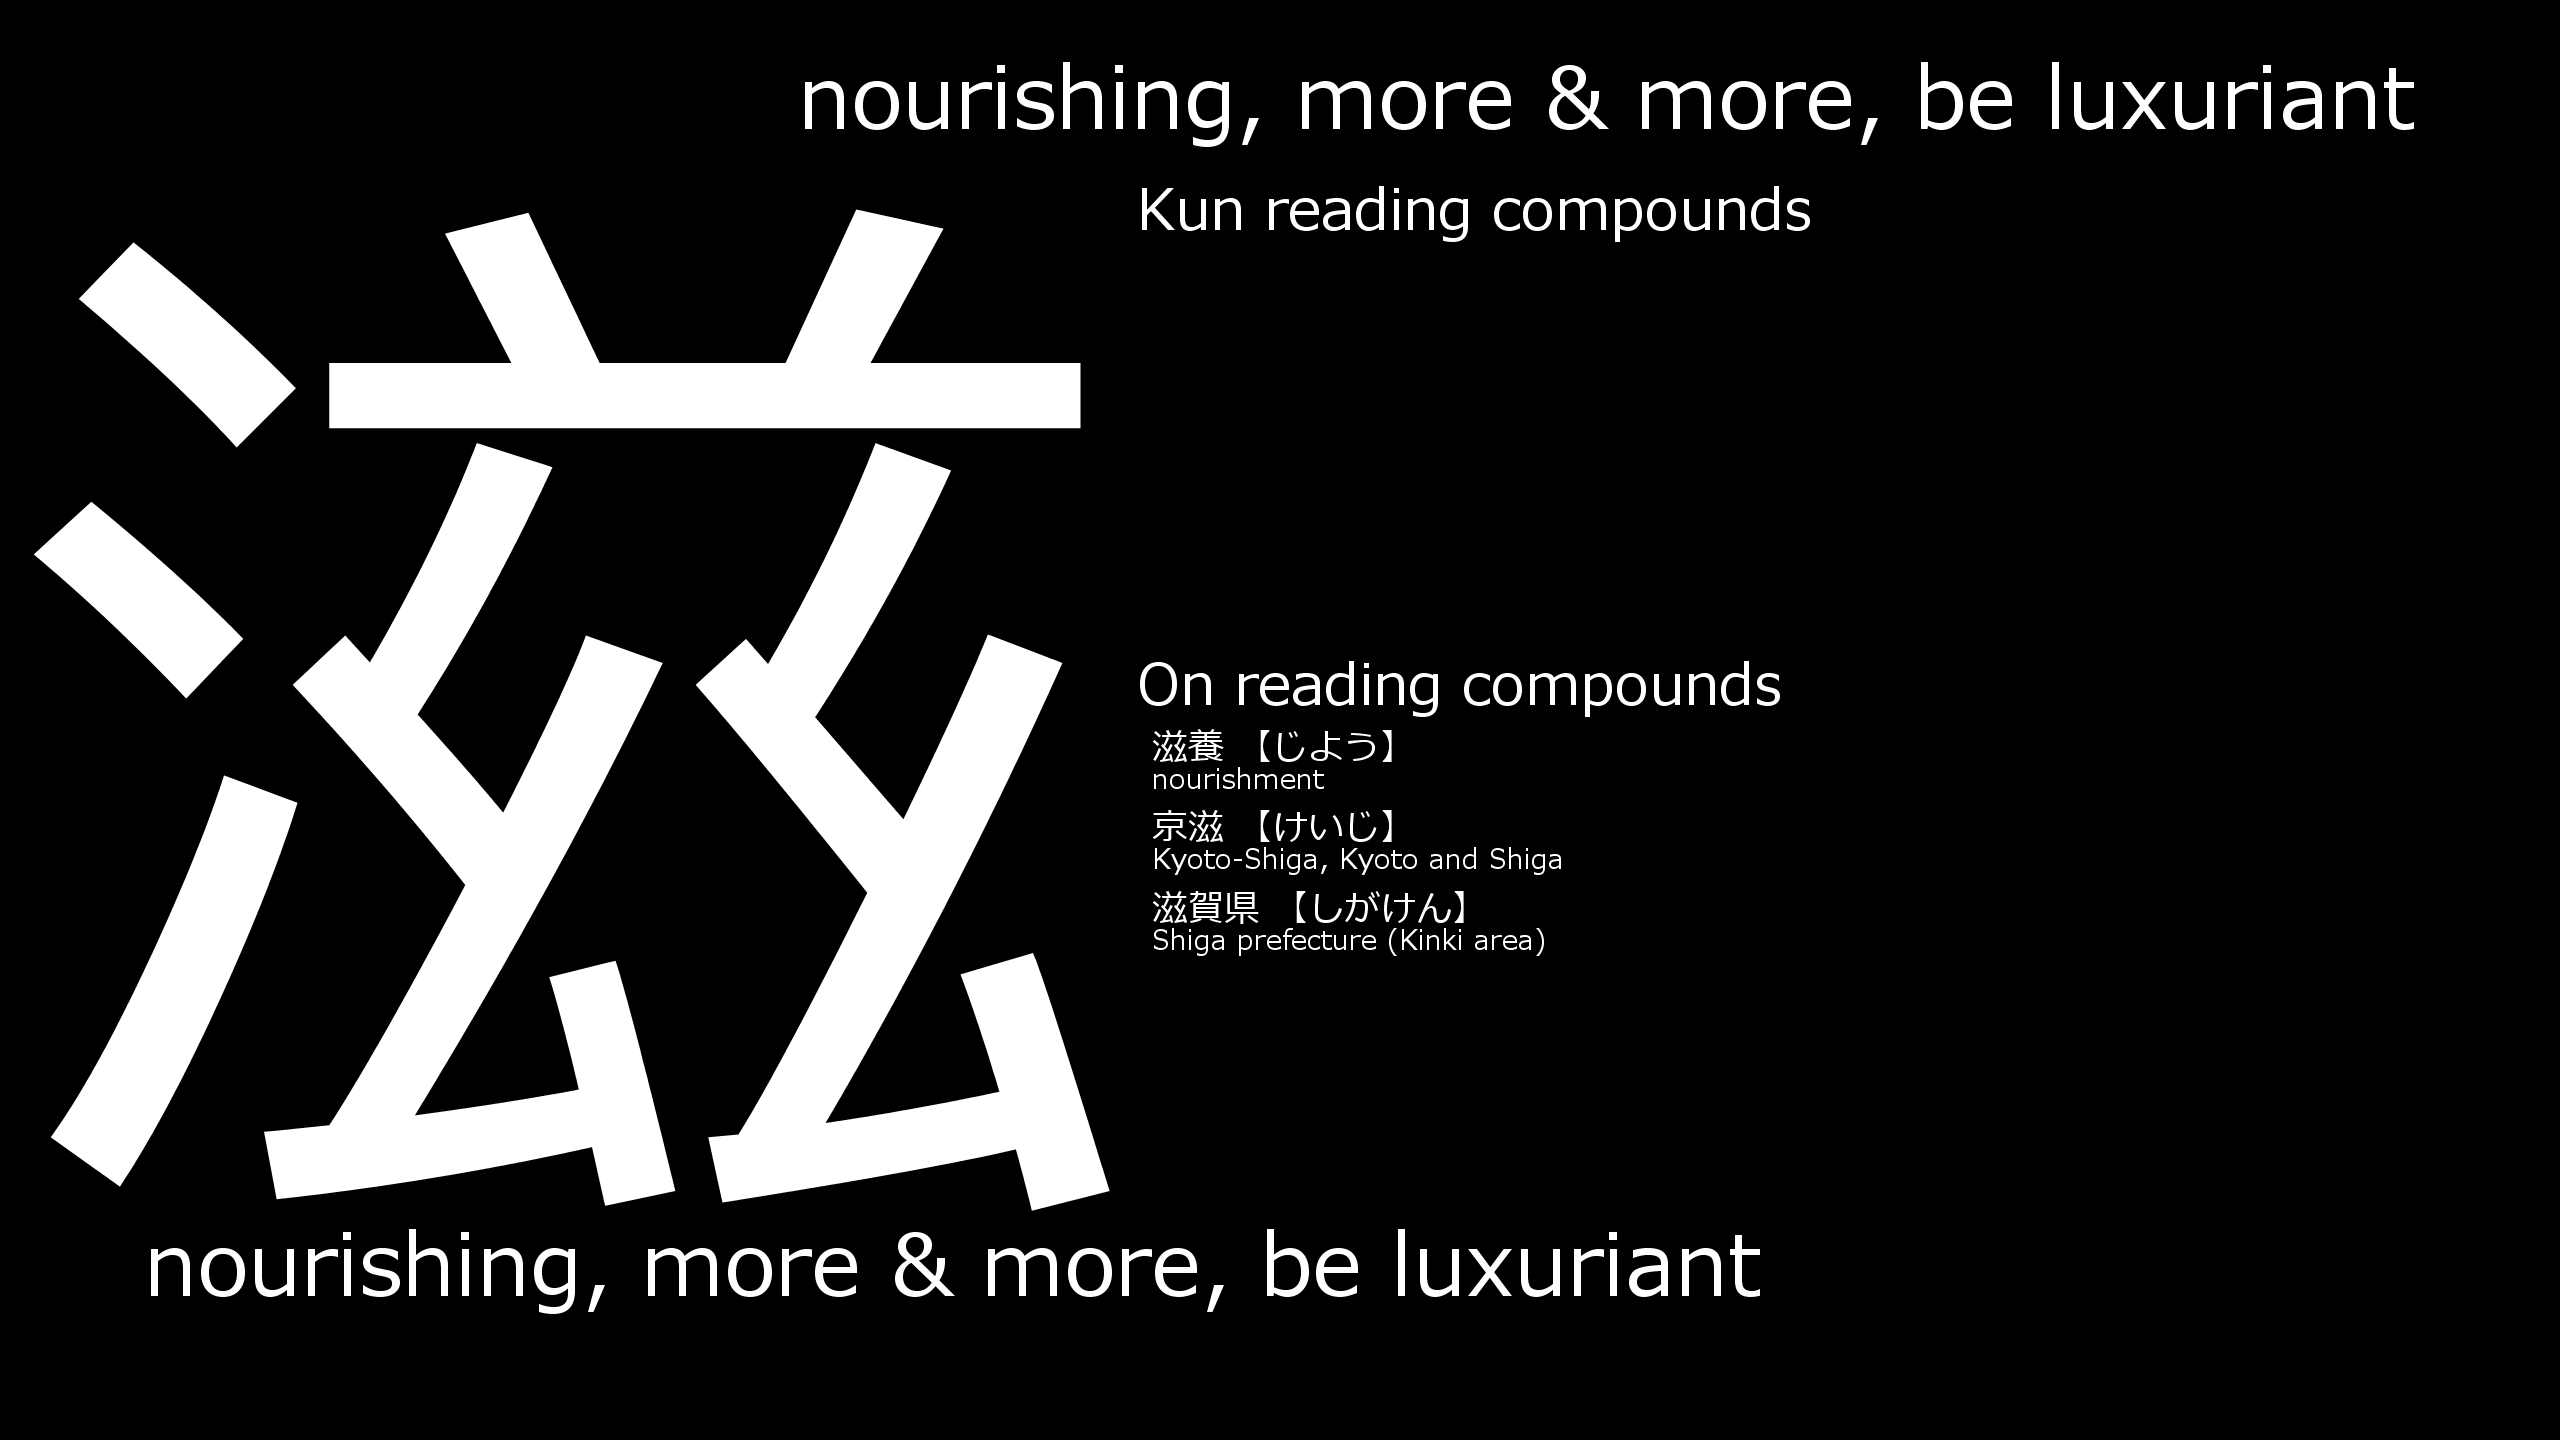 nourishing, more & more, be luxuriant
Kun reading compounds
滋
On reading compounds
滋養 【じよう】
nourishment
京滋 【けいじ】
Kyoto-Shiga, Kyoto and Shiga
滋賀県 【しがけん】
Shiga prefecture (Kinki area)
nourishing, more & more, be luxuriant